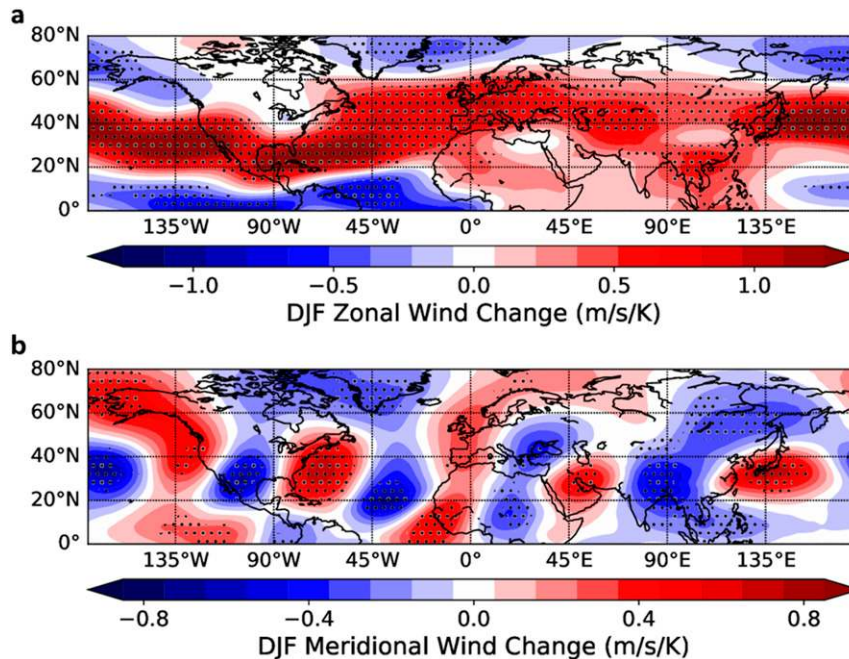 a
80°N
60°N
40°N
20°N
0°
135°W 90°W 45°W 0° 45°E 90°E 135°E
−1.0 −0.5 0.0 0.5 1.0
DJF Zonal Wind Change (m/s/K)
b
80°N
60°N
40°N
20°N
0°
135°W 90°W 45°W 0° 45°E 90°E 135°E
−0.8 −0.4 0.0 0.4 0.8
DJF Meridional Wind Change (m/s/K)